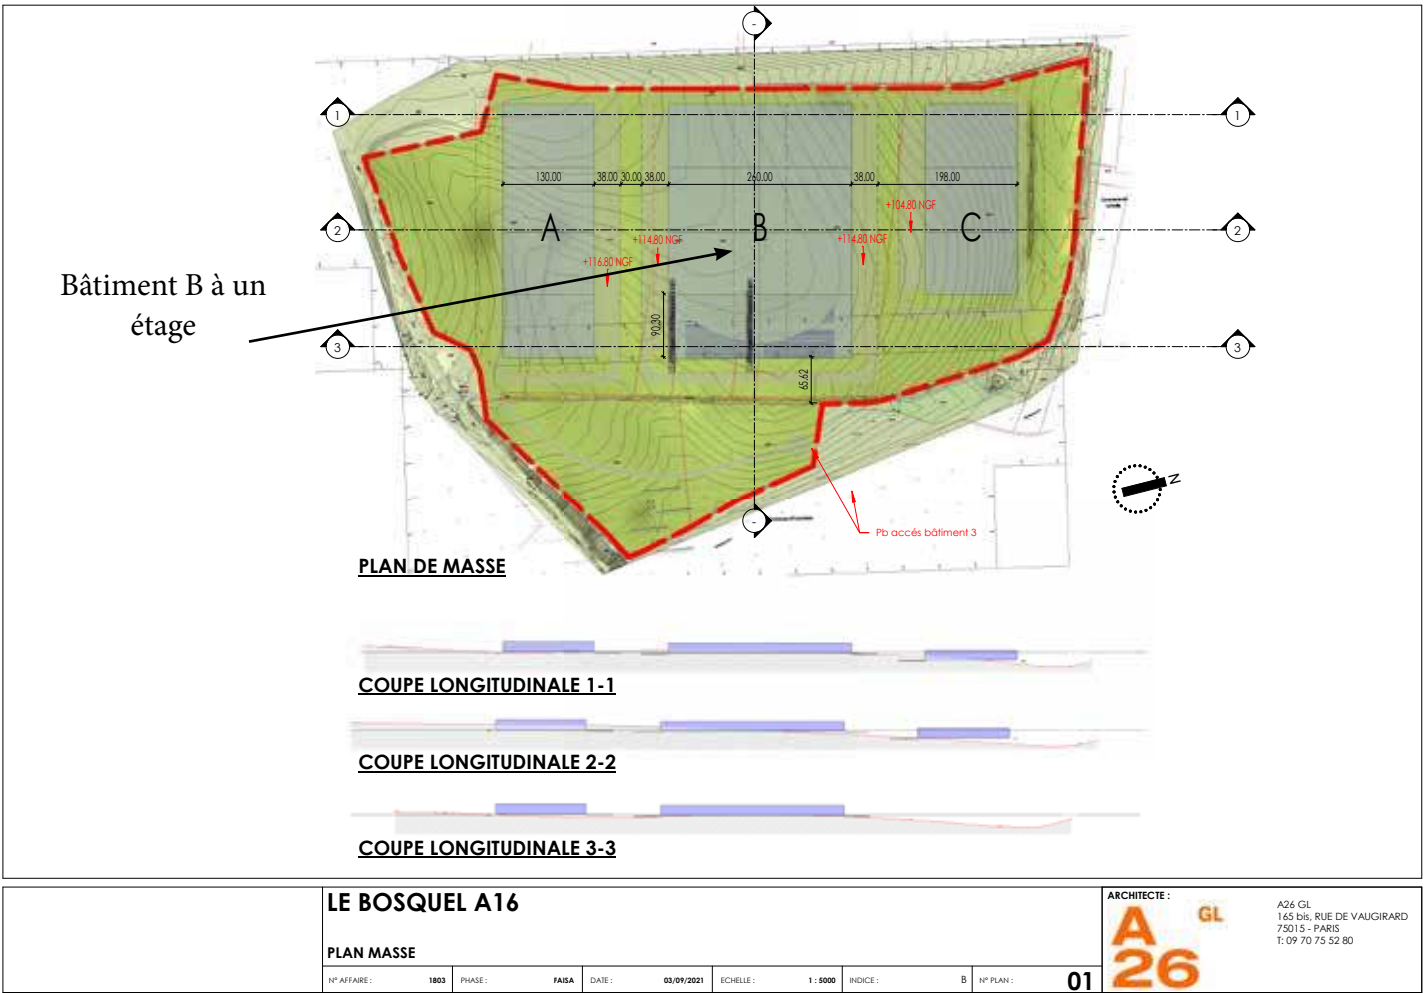 -
1
1
130.00
38.00
30.00
38.00
260.00
38.00
198.00
+104.80 NGF
A
B
C
2
2
+114.80 NGF
+114.80 NGF
+116.80 NGF
Bâtiment B à un
étage
90.30
3
3
65.62
N
-
Pb accés bâtiment 3
PLAN DE MASSE
COUPE LONGITUDINALE 1-1
COUPE LONGITUDINALE 2-2
COUPE LONGITUDINALE 3-3
LE BOSQUEL A16
PLAN MASSE
N° AFFAIRE : 1803
PHASE : FAISA
DATE : 03/09/2021
ECHELLE : 1 : 5000
INDICE : B
N° PLAN : 01
ARCHITECTE :
A GL
26
A26 GL
165 bis, RUE DE VAUGIRARD
75015 - PARIS
T: 09 70 75 52 80